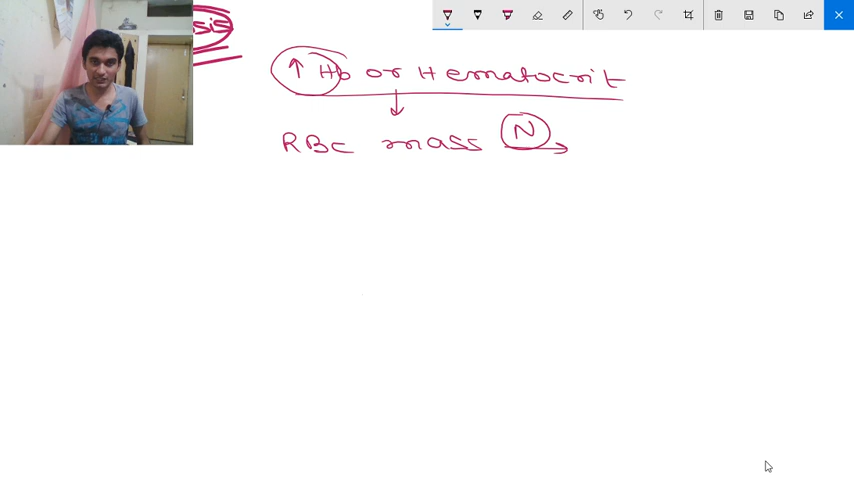 ↑ Hb or Hematocrit
RBC mass N →